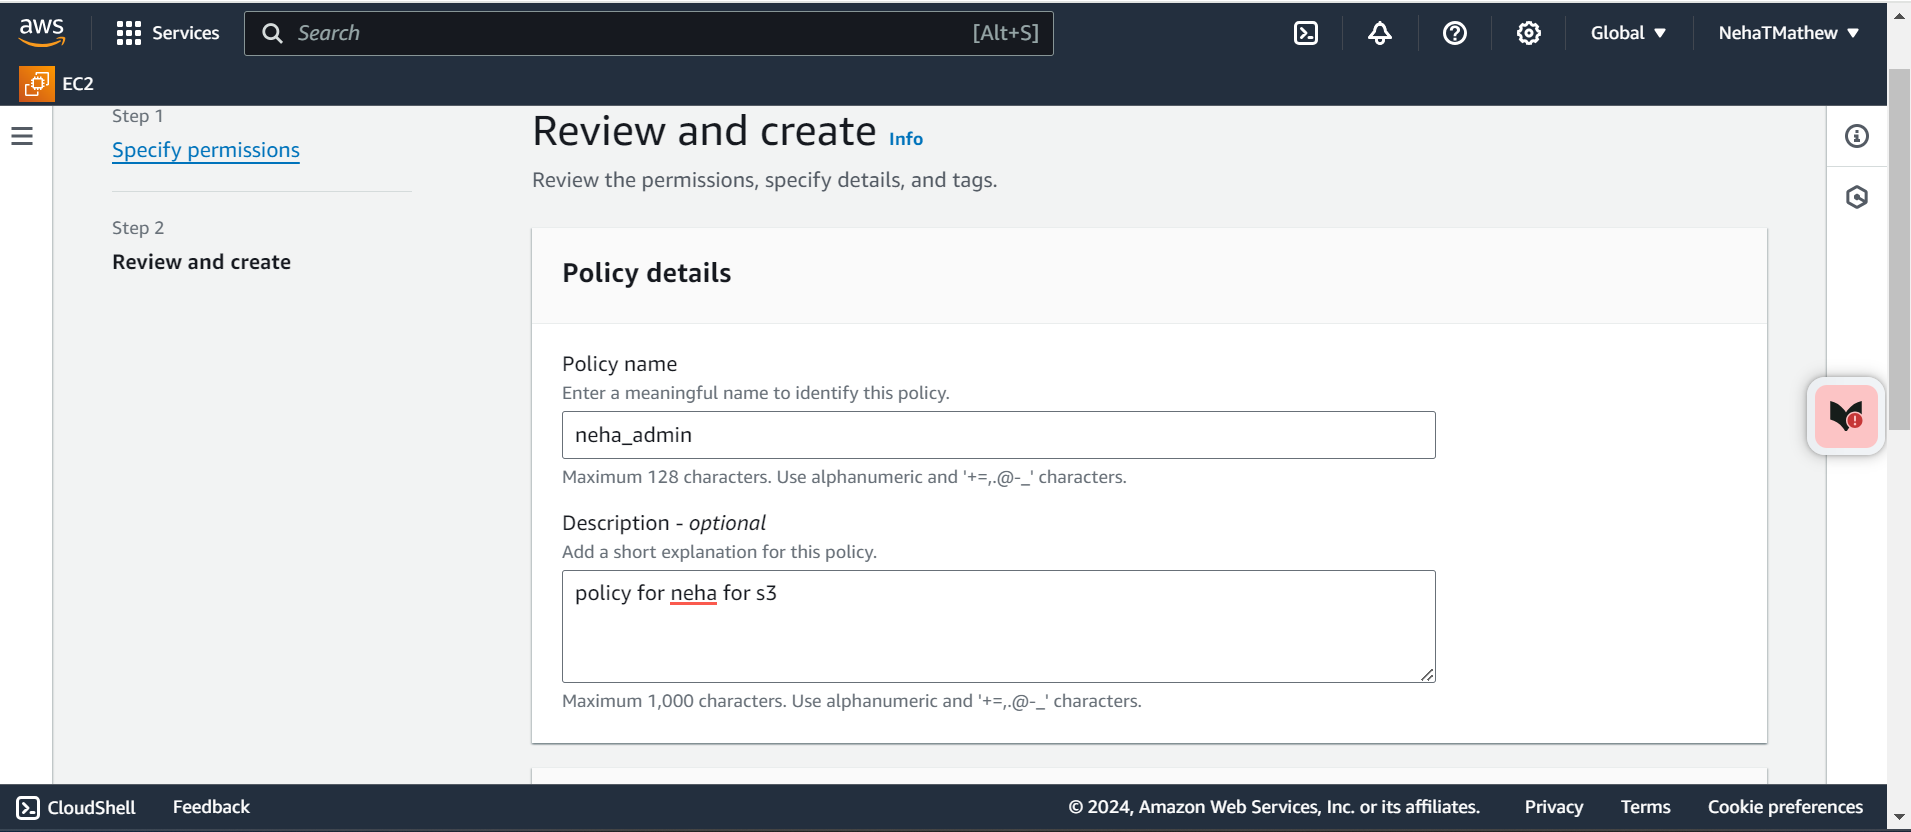 aws
Services
Search
[Alt+S]
Global
NehaTMathew
EC2
Step 1
Specify permissions
Step 2
Review and create
Review and create Info
Review the permissions, specify details, and tags.
Policy details
Policy name
Enter a meaningful name to identify this policy.
neha_admin
Maximum 128 characters. Use alphanumeric and '+=,.@-_' characters.
Description - optional
Add a short explanation for this policy.
policy for neha for s3
Maximum 1,000 characters. Use alphanumeric and '+=,.@-_' characters.
CloudShell
Feedback
© 2024, Amazon Web Services, Inc. or its affiliates.
Privacy
Terms
Cookie preferences